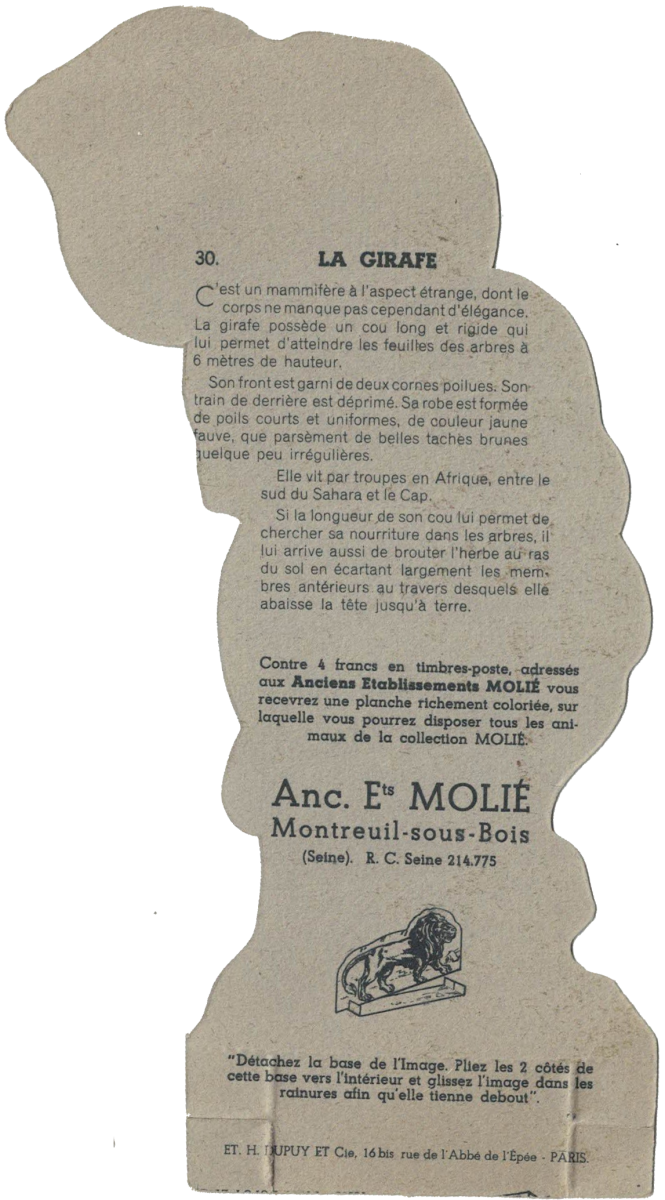 30. LA GIRAFE
C'est un mammifère à l'aspect étrange, dont le
corps ne manque pas cependant d'élégance.
La girafe possède un cou long et rigide qui
lui permet d'atteindre les feuilles des arbres à
6 mètres de hauteur.
Son front est garni de deux cornes poilues. Son
train de derrière est déprimé. Sa robe est formée
de poils courts et uniformes, de couleur jaune
fauve, que parsèment de belles taches brunes
quelque peu irrégulières.
Elle vit par troupes en Afrique, entre le
sud du Sahara et le Cap.
Si la longueur de son cou lui permet de
chercher sa nourriture dans les arbres, il
lui arrive aussi de brouter l'herbe au ras
du sol en écartant largement les mem-
bres antérieurs au travers desquels elle
abaisse la tête jusqu'à terre.
Contre 4 francs en timbres-poste, adressés
aux Anciens Etablissements MOLIÉ vous
recevrez une planche richement coloriée, sur
laquelle vous pourrez disposer tous les ani-
maux de la collection MOLIÉ.
Anc. Ets MOLIÉ
Montreuil-sous-Bois
(Seine). R. C. Seine 214.775
"Détachez la base de l'Image. Pliez les 2 côtés de
cette base vers l'intérieur et glissez l'image dans les
rainures afin qu'elle tienne debout".
ET. H. DUPUY ET Cie, 16 bis rue de l'Abbé de l'Épée - PARIS.